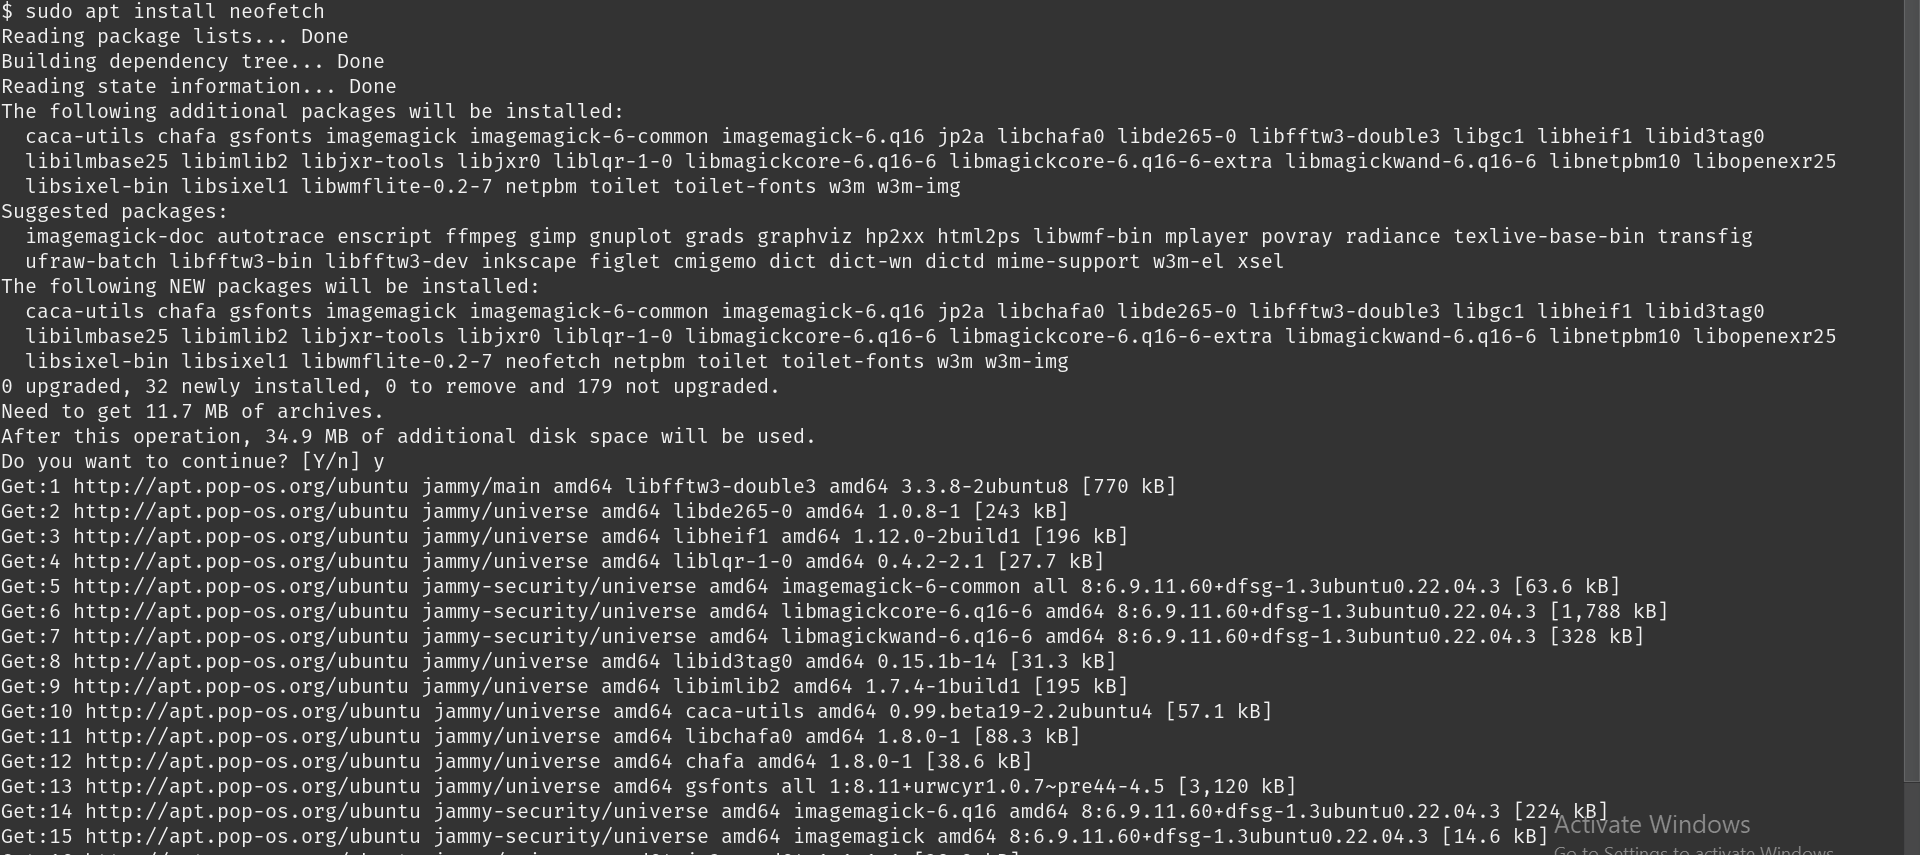 $ sudo apt install neofetch
Reading package lists... Done
Building dependency tree... Done
Reading state information... Done
The following additional packages will be installed:
  caca-utils chafa gsfonts imagemagick imagemagick-6-common imagemagick-6.q16 jp2a libchafa0 libde265-0 libfftw3-double3 libgc1 libheif1 libid3tag0
  libilmbase25 libimlib2 libjxr-tools libjxr0 liblqr-1-0 libmagickcore-6.q16-6 libmagickcore-6.q16-6-extra libmagickwand-6.q16-6 libnetpbm10 libopenexr25
  libsixel-bin libsixel1 libwmflite-0.2-7 netpbm toilet toilet-fonts w3m w3m-img
Suggested packages:
  imagemagick-doc autotrace enscript ffmpeg gimp gnuplot grads graphviz hp2xx html2ps libwmf-bin mplayer povray radiance texlive-base-bin transfig
  ufraw-batch libfftw3-bin libfftw3-dev inkscape figlet cmigemo dict dict-wn dictd mime-support w3m-el xsel
The following NEW packages will be installed:
  caca-utils chafa gsfonts imagemagick imagemagick-6-common imagemagick-6.q16 jp2a libchafa0 libde265-0 libfftw3-double3 libgc1 libheif1 libid3tag0
  libilmbase25 libimlib2 libjxr-tools libjxr0 liblqr-1-0 libmagickcore-6.q16-6 libmagickcore-6.q16-6-extra libmagickwand-6.q16-6 libnetpbm10 libopenexr25
  libsixel-bin libsixel1 libwmflite-0.2-7 neofetch netpbm toilet toilet-fonts w3m w3m-img
0 upgraded, 32 newly installed, 0 to remove and 179 not upgraded.
Need to get 11.7 MB of archives.
After this operation, 34.9 MB of additional disk space will be used.
Do you want to continue? [Y/n] y
Get:1 http://apt.pop-os.org/ubuntu jammy/main amd64 libfftw3-double3 amd64 3.3.8-2ubuntu8 [770 kB]
Get:2 http://apt.pop-os.org/ubuntu jammy/universe amd64 libde265-0 amd64 1.0.8-1 [243 kB]
Get:3 http://apt.pop-os.org/ubuntu jammy/universe amd64 libheif1 amd64 1.12.0-2build1 [196 kB]
Get:4 http://apt.pop-os.org/ubuntu jammy/universe amd64 liblqr-1-0 amd64 0.4.2-2.1 [27.7 kB]
Get:5 http://apt.pop-os.org/ubuntu jammy-security/universe amd64 imagemagick-6-common all 8:6.9.11.60+dfsg-1.3ubuntu0.22.04.3 [63.6 kB]
Get:6 http://apt.pop-os.org/ubuntu jammy-security/universe amd64 libmagickcore-6.q16-6 amd64 8:6.9.11.60+dfsg-1.3ubuntu0.22.04.3 [1,788 kB]
Get:7 http://apt.pop-os.org/ubuntu jammy-security/universe amd64 libmagickwand-6.q16-6 amd64 8:6.9.11.60+dfsg-1.3ubuntu0.22.04.3 [328 kB]
Get:8 http://apt.pop-os.org/ubuntu jammy/universe amd64 libid3tag0 amd64 0.15.1b-14 [31.3 kB]
Get:9 http://apt.pop-os.org/ubuntu jammy/universe amd64 libimlib2 amd64 1.7.4-1build1 [195 kB]
Get:10 http://apt.pop-os.org/ubuntu jammy/universe amd64 caca-utils amd64 0.99.beta19-2.2ubuntu4 [57.1 kB]
Get:11 http://apt.pop-os.org/ubuntu jammy/universe amd64 libchafa0 amd64 1.8.0-1 [88.3 kB]
Get:12 http://apt.pop-os.org/ubuntu jammy/universe amd64 chafa amd64 1.8.0-1 [38.6 kB]
Get:13 http://apt.pop-os.org/ubuntu jammy/universe amd64 gsfonts all 1:8.11+urwcyr1.0.7~pre44-4.5 [3,120 kB]
Get:14 http://apt.pop-os.org/ubuntu jammy-security/universe amd64 imagemagick-6.q16 amd64 8:6.9.11.60+dfsg-1.3ubuntu0.22.04.3 [224 kB]
Get:15 http://apt.pop-os.org/ubuntu jammy-security/universe amd64 imagemagick amd64 8:6.9.11.60+dfsg-1.3ubuntu0.22.04.3 [14.6 kB]
Activate Windows
Go to Settings to activate Windows.